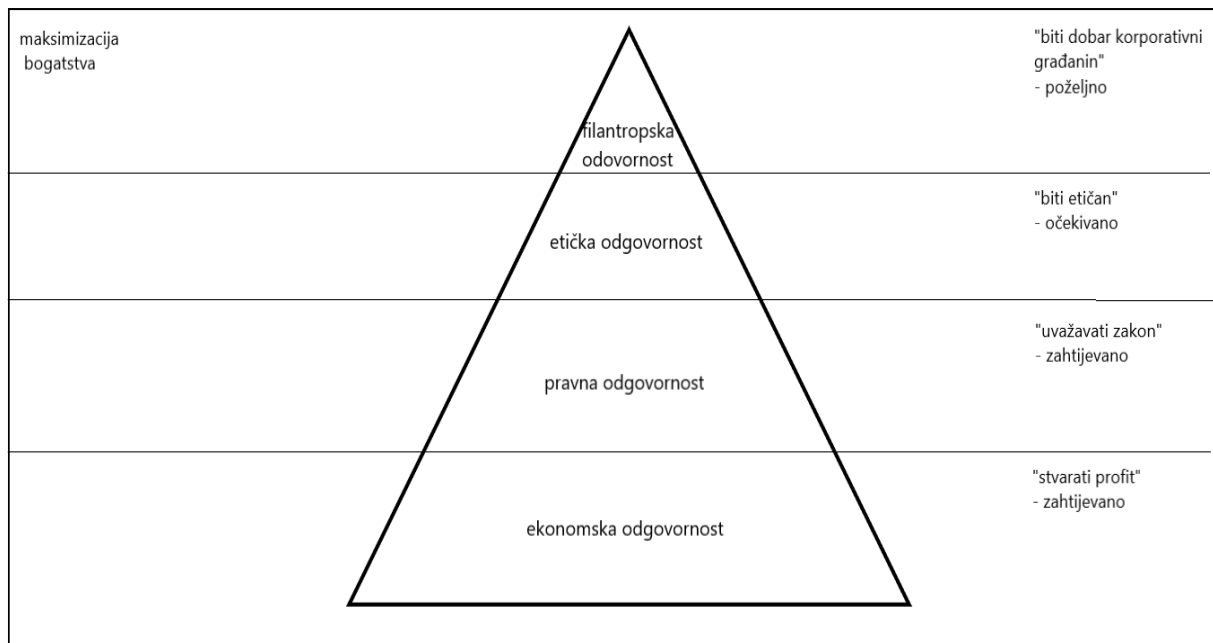 maksimizacija
bogatstva
"biti dobar korporativni
građanin"
- poželjno
filantropska
odovornost
"biti etičan"
- očekivano
etička odgovornost
"uvažavati zakon"
- zahtijevano
pravna odgovornost
"stvarati profit"
- zahtijevano
ekonomska odgovornost